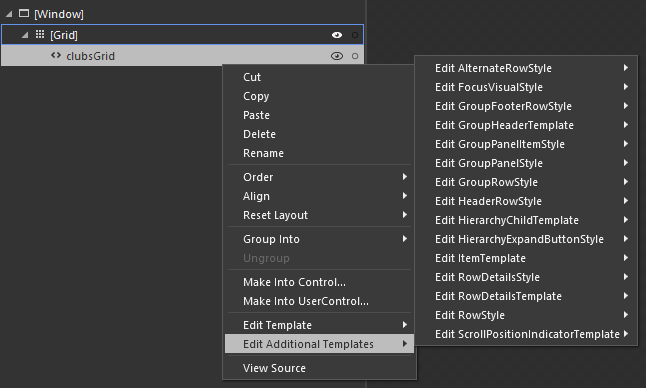 [Window]
[Grid]
clubsGrid
Cut
Copy
Paste
Delete
Rename
Order
Align
Reset Layout
Group Into
Ungroup
Make Into Control...
Make Into UserControl...
Edit Template
Edit Additional Templates
View Source
Edit AlternateRowStyle
Edit FocusVisualStyle
Edit GroupFooterRowStyle
Edit GroupHeaderTemplate
Edit GroupPanelItemStyle
Edit GroupPanelStyle
Edit GroupRowStyle
Edit HeaderRowStyle
Edit HierarchyChildTemplate
Edit HierarchyExpandButtonStyle
Edit ItemTemplate
Edit RowDetailsStyle
Edit RowDetailsTemplate
Edit RowStyle
Edit ScrollPositionIndicatorTemplate